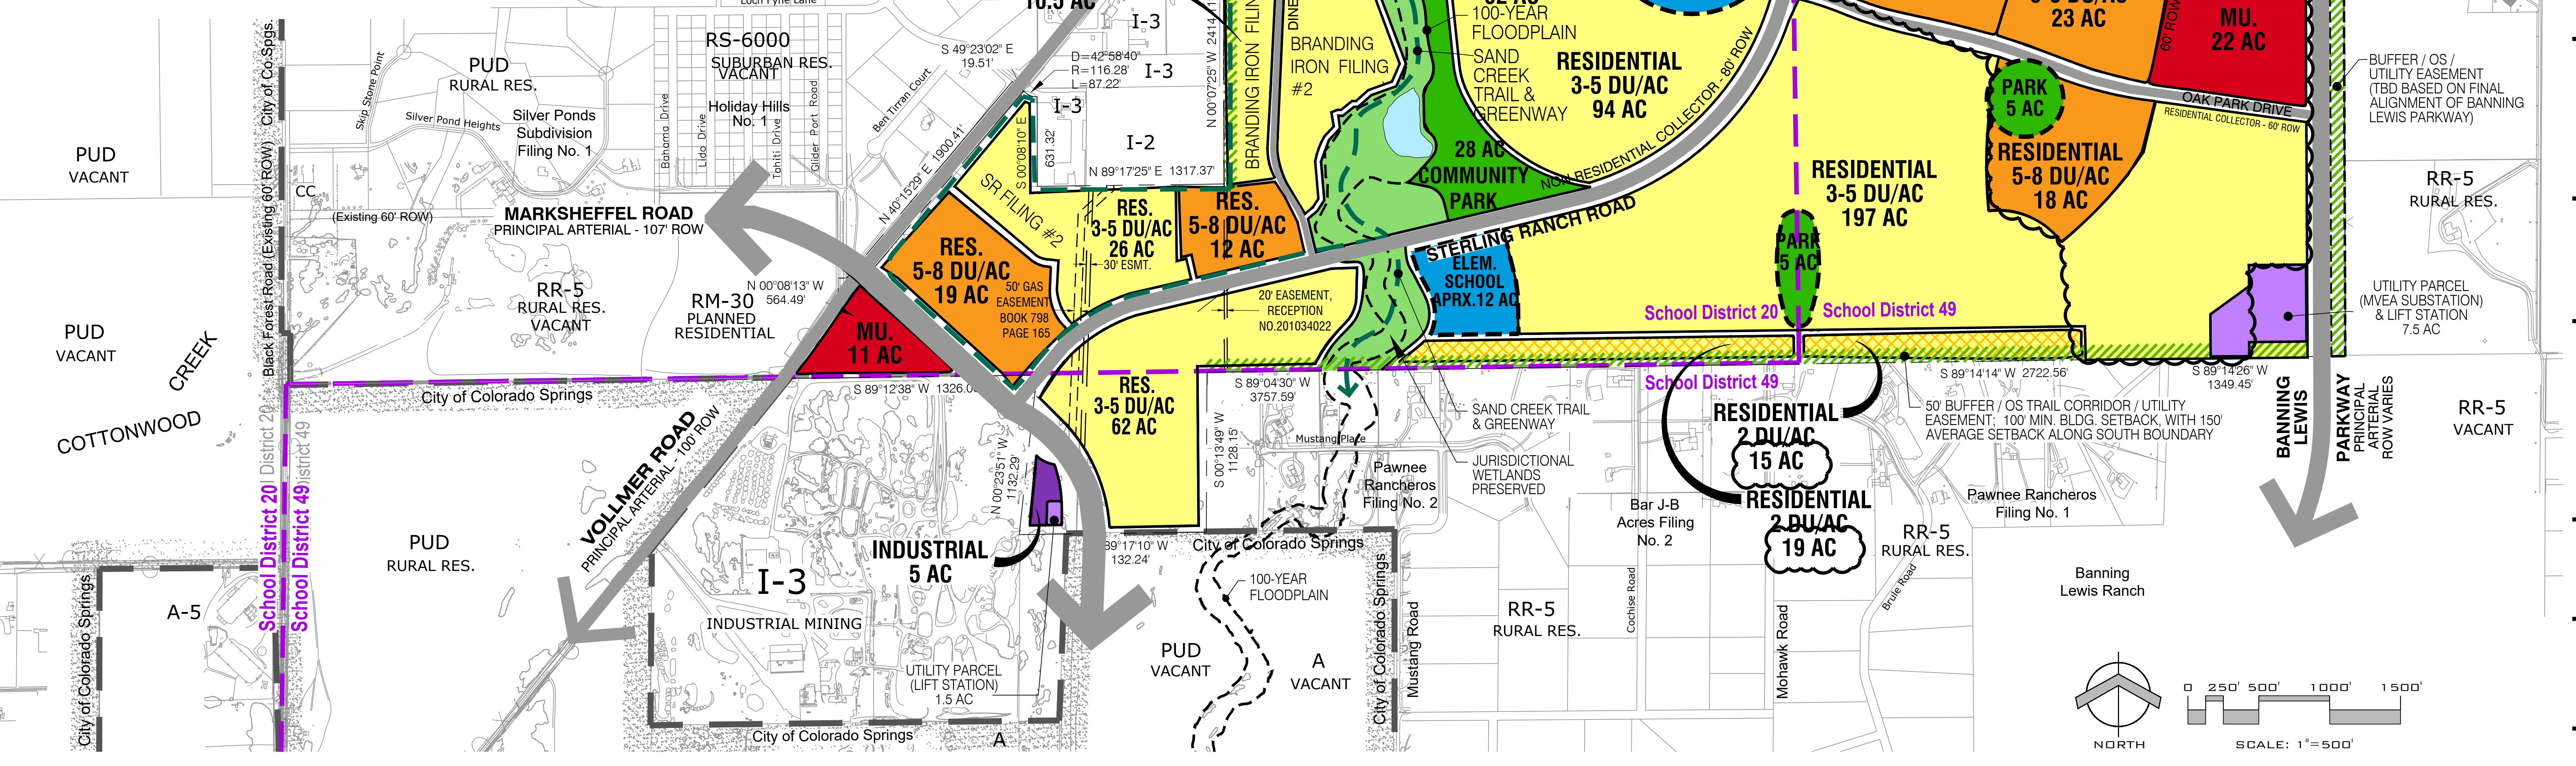 Loch Fyne Lane
10.5 AC
I-3
PUD
RURAL RES.
RS-6000
SUBURBAN RES.
VACANT
Holiday Hills
No. 1
Silver Ponds
Subdivision
Filing No. 1
Skip Stone Point
Silver Pond Heights
Bahama Drive
Lido Drive
Tohiti Drive
Glider Port Road
Ben Tirran Court
S 49°23'02" E
19.51'
D=42°58'40"
R=116.28'
L=87.22'
I-3
I-3
I-2
631.32'
S 00°08'10" E
N 89°17'25" E 1317.37'
N 00°07'25" W 2414.11'
N 40°15'29" E 1900.41'
BRANDING IRON FILIN
DINE
BRANDING
IRON FILING
#2
100-YEAR
FLOODPLAIN
SAND
CREEK
TRAIL &
GREENWAY
RESIDENTIAL
3-5 DU/AC
94 AC
28 AC
COMMUNITY
PARK
NON RESIDENTIAL COLLECTOR - 80' ROW
STERLING RANCH ROAD
RESIDENTIAL
3-5 DU/AC
197 AC
23 AC
60' ROW
MU.
22 AC
PARK
5 AC
OAK PARK DRIVE
RESIDENTIAL COLLECTOR - 60' ROW
RESIDENTIAL
5-8 DU/AC
18 AC
BUFFER / OS /
UTILITY EASEMENT
(TBD BASED ON FINAL
ALIGNMENT OF BANNING
LEWIS PARKWAY)
RR-5
RURAL RES.
UTILITY PARCEL
(MVEA SUBSTATION)
& LIFT STATION
7.5 AC
PUD
VACANT
PUD
VACANT
COTTONWOOD
CREEK
Black Forest Road (Existing 60' ROW)
City of Co. Spgs.
CC
(Existing 60' ROW)
MARKSHEFFEL ROAD
PRINCIPAL ARTERIAL - 107' ROW
RR-5
RURAL RES.
VACANT
RM-30
PLANNED
RESIDENTIAL
N 00°08'13" W
564.49'
SR FILING #2
RES.
5-8 DU/AC
19 AC
50' GAS
EASEMENT
BOOK 798
PAGE 165
RES.
3-5 DU/AC
26 AC
30' ESMT.
RES.
5-8 DU/AC
12 AC
20' EASEMENT,
RECEPTION
NO.201034022
ELEM.
SCHOOL
APRX.12 AC
PARK
5 AC
School District 20
School District 49
School District 49
MU.
11 AC
S 89°12'38" W 1326.0
City of Colorado Springs
School District 20
School District 49
RES.
3-5 DU/AC
62 AC
S 89°04'30" W
3757.59'
S 00°13'49" W
1128.15'
N 00°23'51" W
1132.29'
Mustang Place
Pawnee
Rancheros
Filing No. 2
SAND CREEK TRAIL
& GREENWAY
JURISDICTIONAL
WETLANDS
PRESERVED
RESIDENTIAL
2 DU/AC
15 AC
RESIDENTIAL
2 DU/AC
19 AC
Bar J-B
Acres Filing
No. 2
S 89°14'14" W 2722.56'
S 89°14'26" W
1349.45'
50' BUFFER / OS TRAIL CORRIDOR / UTILITY
EASEMENT; 100' MIN. BLDG. SETBACK, WITH 150'
AVERAGE SETBACK ALONG SOUTH BOUNDARY
BANNING
LEWIS
PARKWAY
PRINCIPAL
ARTERIAL
ROW VARIES
RR-5
VACANT
Pawnee Rancheros
Filing No. 1
RR-5
RURAL RES.
Banning
Lewis Ranch
Brule Road
VOLLMER ROAD
PRINCIPAL ARTERIAL - 100' ROW
PUD
RURAL RES.
INDUSTRIAL
5 AC
I-3
INDUSTRIAL MINING
UTILITY PARCEL
(LIFT STATION)
1.5 AC
89°17'10" W
132.24'
City of Colorado Springs
100-YEAR
FLOODPLAIN
PUD
VACANT
A
VACANT
City of Colorado Springs
Mustang Road
RR-5
RURAL RES.
Cochise Road
Mohawk Road
A-5
City of Colorado Springs
City of Colorado Springs
A
NORTH
0 250' 500' 1000' 1500'
SCALE: 1"=500'